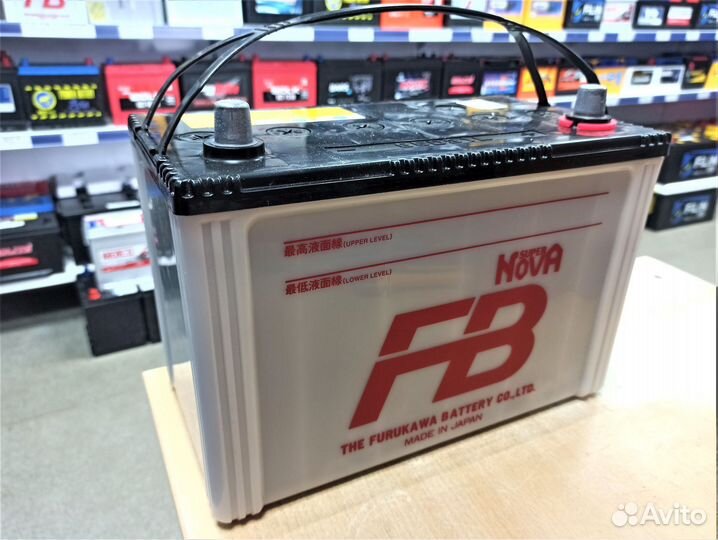 最高液面線(UPPER LEVEL)
最低液面線(LOWER LEVEL)
SUPER
NOVA
FB
THE FURUKAWA BATTERY CO.,LTD.
MADE IN JAPAN
Avito